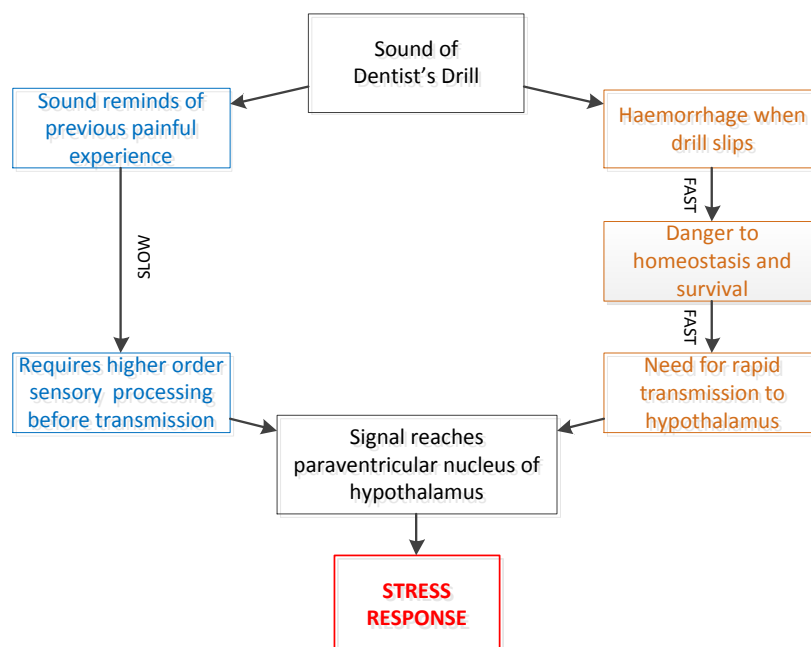 Sound of
Dentist's Drill
Sound reminds of
previous painful
experience
Haemorrhage when
drill slips
FAST
Danger to
homeostasis and
survival
SLOW
FAST
Requires higher order
sensory processing
before transmission
Need for rapid
transmission to
hypothalamus
Signal reaches
paraventricular nucleus of
hypothalamus
STRESS
RESPONSE